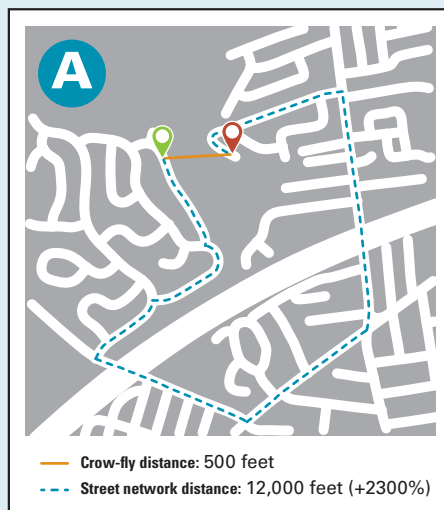 A
Crow-fly distance: 500 feet
Street network distance: 12,000 feet (+2300%)